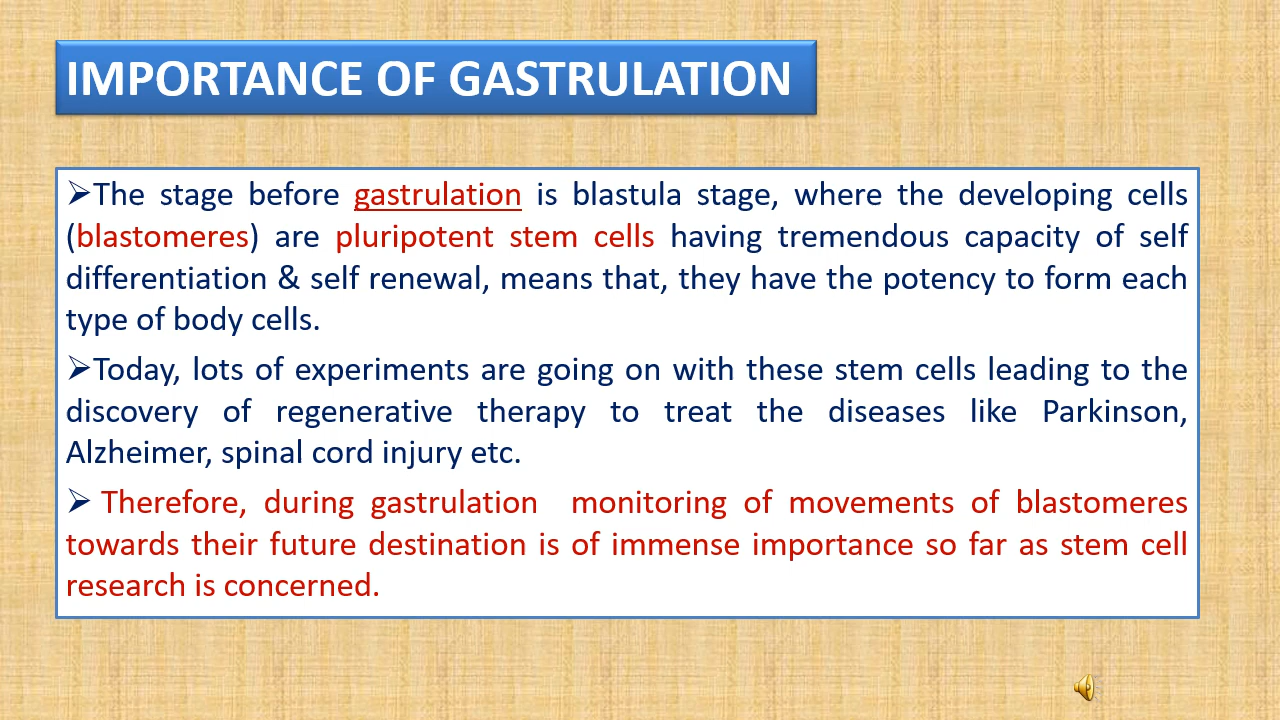 IMPORTANCE OF GASTRULATION
➢The stage before gastrulation is blastula stage, where the developing cells
(blastomeres) are pluripotent stem cells having tremendous capacity of self
differentiation & self renewal, means that, they have the potency to form each
type of body cells.
➢Today, lots of experiments are going on with these stem cells leading to the
discovery of regenerative therapy to treat the diseases like Parkinson,
Alzheimer, spinal cord injury etc.
➢ Therefore, during gastrulation monitoring of movements of blastomeres
towards their future destination is of immense importance so far as stem cell
research is concerned.